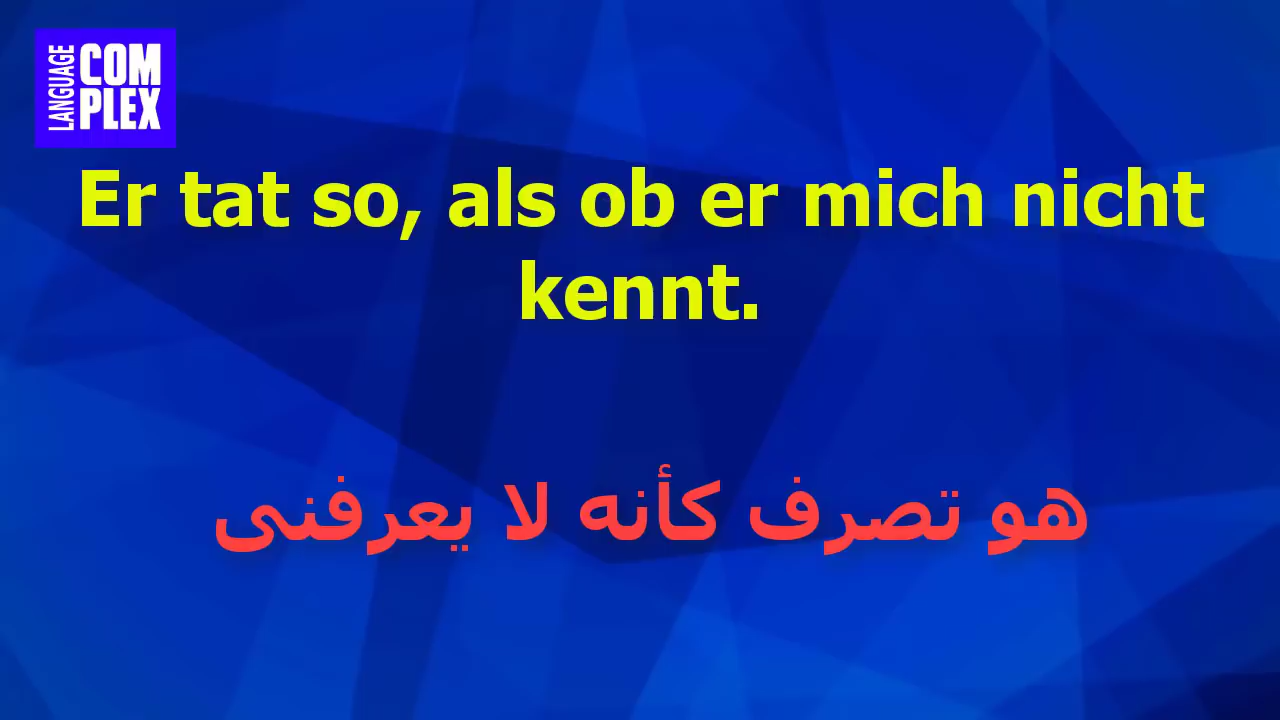 LANGUAGE
COM
PLEX
Er tat so, als ob er mich nicht
kennt.
هو تصرف كأنه لا يعرفنى